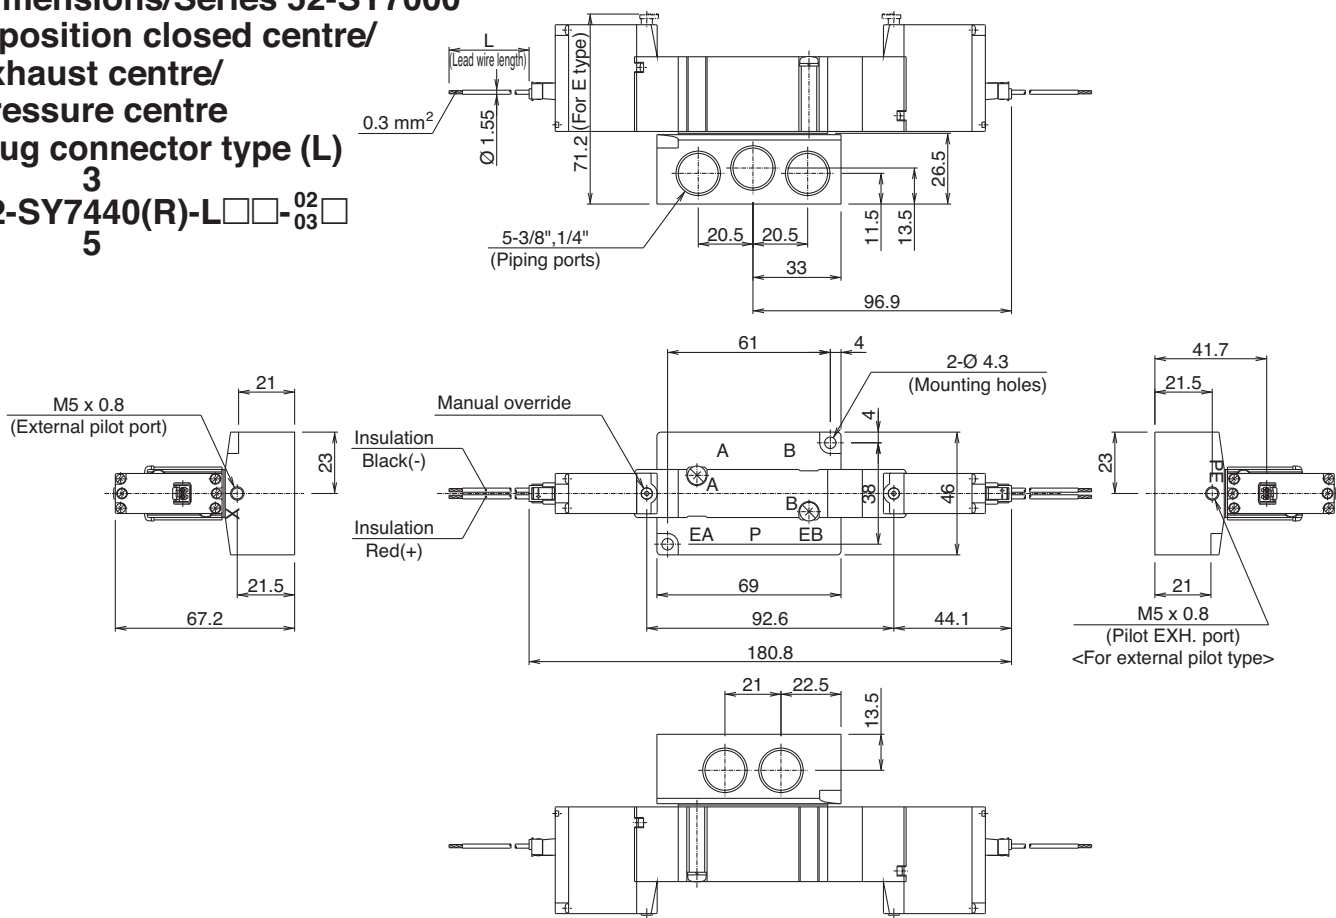 mensions/Series 52-SY7000
position closed centre/
xhaust centre/
ressure centre
ug connector type (L)
3
2-SY7440(R)-L□□-02 03□
5
L
(Lead wire length)
0.3 mm2
Ø 1.55
71.2 (For E type)
26.5
11.5
13.5
5-3/8",1/4"
(Piping ports)
20.5
20.5
33
96.9
61
4
2-Ø 4.3
(Mounting holes)
41.7
21.5
21
M5 x 0.8
(External pilot port)
Manual override
Insulation
Black(-)
Insulation
Red(+)
23
X
21.5
67.2
A
B
A
B
EA
P
EB
4
38
46
69
92.6
44.1
180.8
23
PE
21
M5 x 0.8
(Pilot EXH. port)
<For external pilot type>
21
22.5
13.5